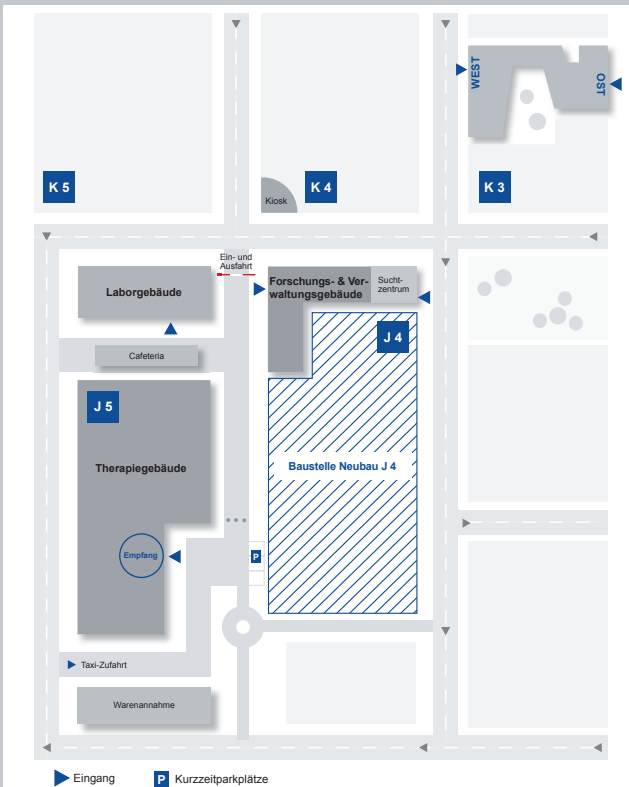 WEST
OST
K 5
K 4
K 3
Kiosk
Ein- und
Ausfahrt
Laborgebäude
Forschungs- & Ver-
waltungsgebäude
Sucht-
zentrum
J 4
Cafeteria
J 5
Therapiegebäude
Baustelle Neubau J 4
Empfang
P
Taxi-Zufahrt
Warenannahme
Eingang
P Kurzzeitparkplätze